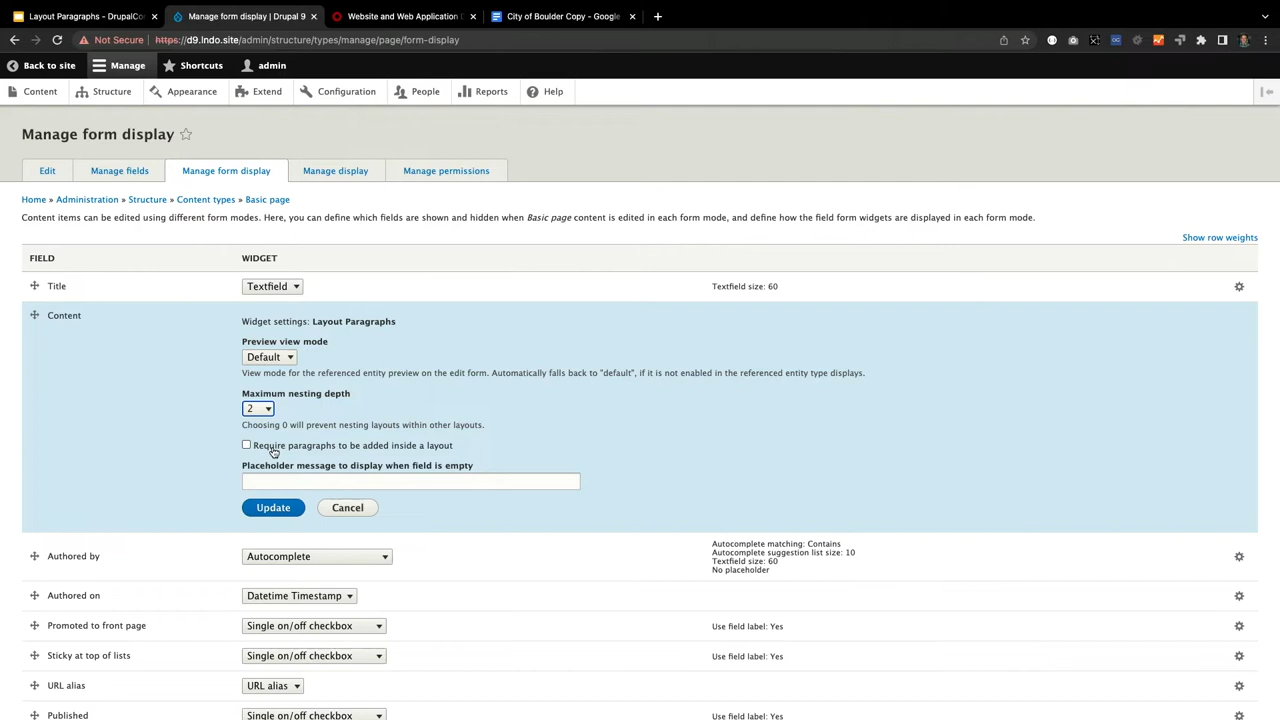 Layout Paragraphs - DrupalCo
Manage form display | Drupal 9
Website and Web Application D
City of Boulder Copy - Google
Not Secure https://d9.lndo.site/admin/structure/types/manage/page/form-display
Back to site Manage Shortcuts admin
Content Structure Appearance Extend Configuration People Reports Help
Manage form display
Edit Manage fields Manage form display Manage display Manage permissions
Home » Administration » Structure » Content types » Basic page
Content items can be edited using different form modes. Here, you can define which fields are shown and hidden when Basic page content is edited in each form mode, and define how the field form widgets are displayed in each form mode.
Show row weights
FIELD WIDGET
Title Textfield Textfield size: 60
Content
Widget settings: Layout Paragraphs
Preview view mode
Default
View mode for the referenced entity preview on the edit form. Automatically falls back to "default", if it is not enabled in the referenced entity type displays.
Maximum nesting depth
2
Choosing 0 will prevent nesting layouts within other layouts.
Require paragraphs to be added inside a layout
Placeholder message to display when field is empty
Update Cancel
Authored by Autocomplete
Autocomplete matching: Contains
Autocomplete suggestion list size: 10
Textfield size: 60
No placeholder
Authored on Datetime Timestamp
Promoted to front page Single on/off checkbox Use field label: Yes
Sticky at top of lists Single on/off checkbox Use field label: Yes
URL alias URL alias
Published Single on/off checkbox Use field label: Yes